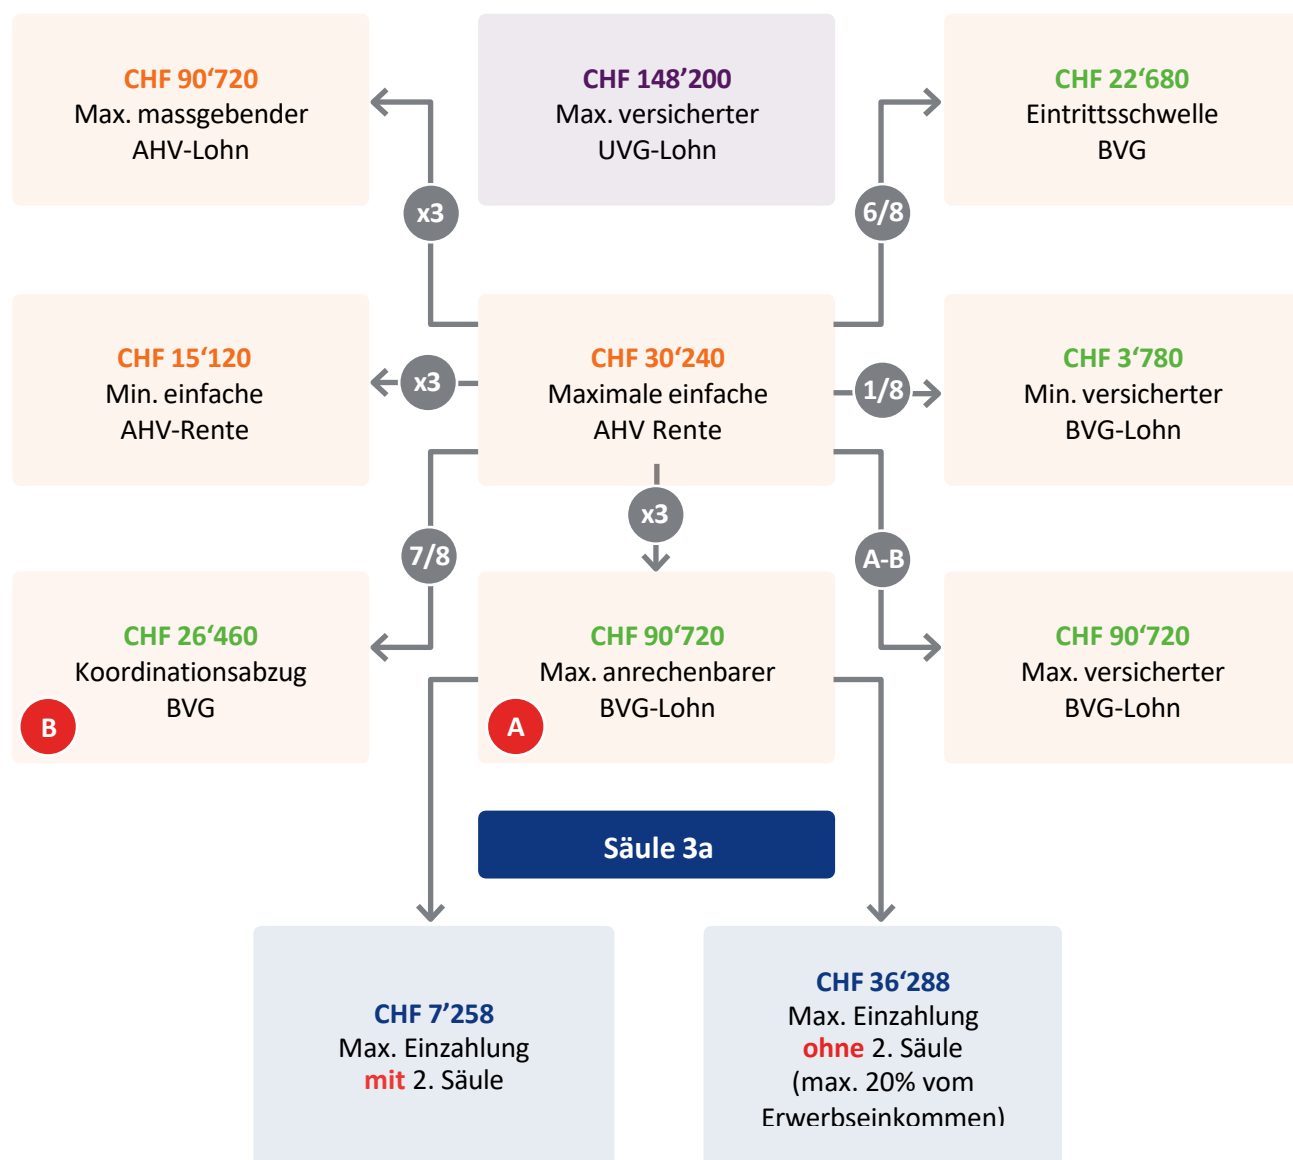 CHF 90‘720
Max. massgebender
AHV-Lohn
CHF 148’200
Max. versicherter
UVG-Lohn
CHF 22‘680
Eintrittsschwelle
BVG
x3
6/8
CHF 15‘120
Min. einfache
AHV-Rente
x3
CHF 30‘240
Maximale einfache
AHV Rente
1/8
CHF 3‘780
Min. versicherter
BVG-Lohn
x3
7/8
A-B
CHF 26‘460
Koordinationsabzug
BVG
B
CHF 90‘720
Max. anrechenbarer
BVG-Lohn
A
CHF 90‘720
Max. versicherter
BVG-Lohn
Säule 3a
CHF 7’258
Max. Einzahlung
mit 2. Säule
CHF 36‘288
Max. Einzahlung
ohne 2. Säule
(max. 20% vom
Erwerbseinkommen)